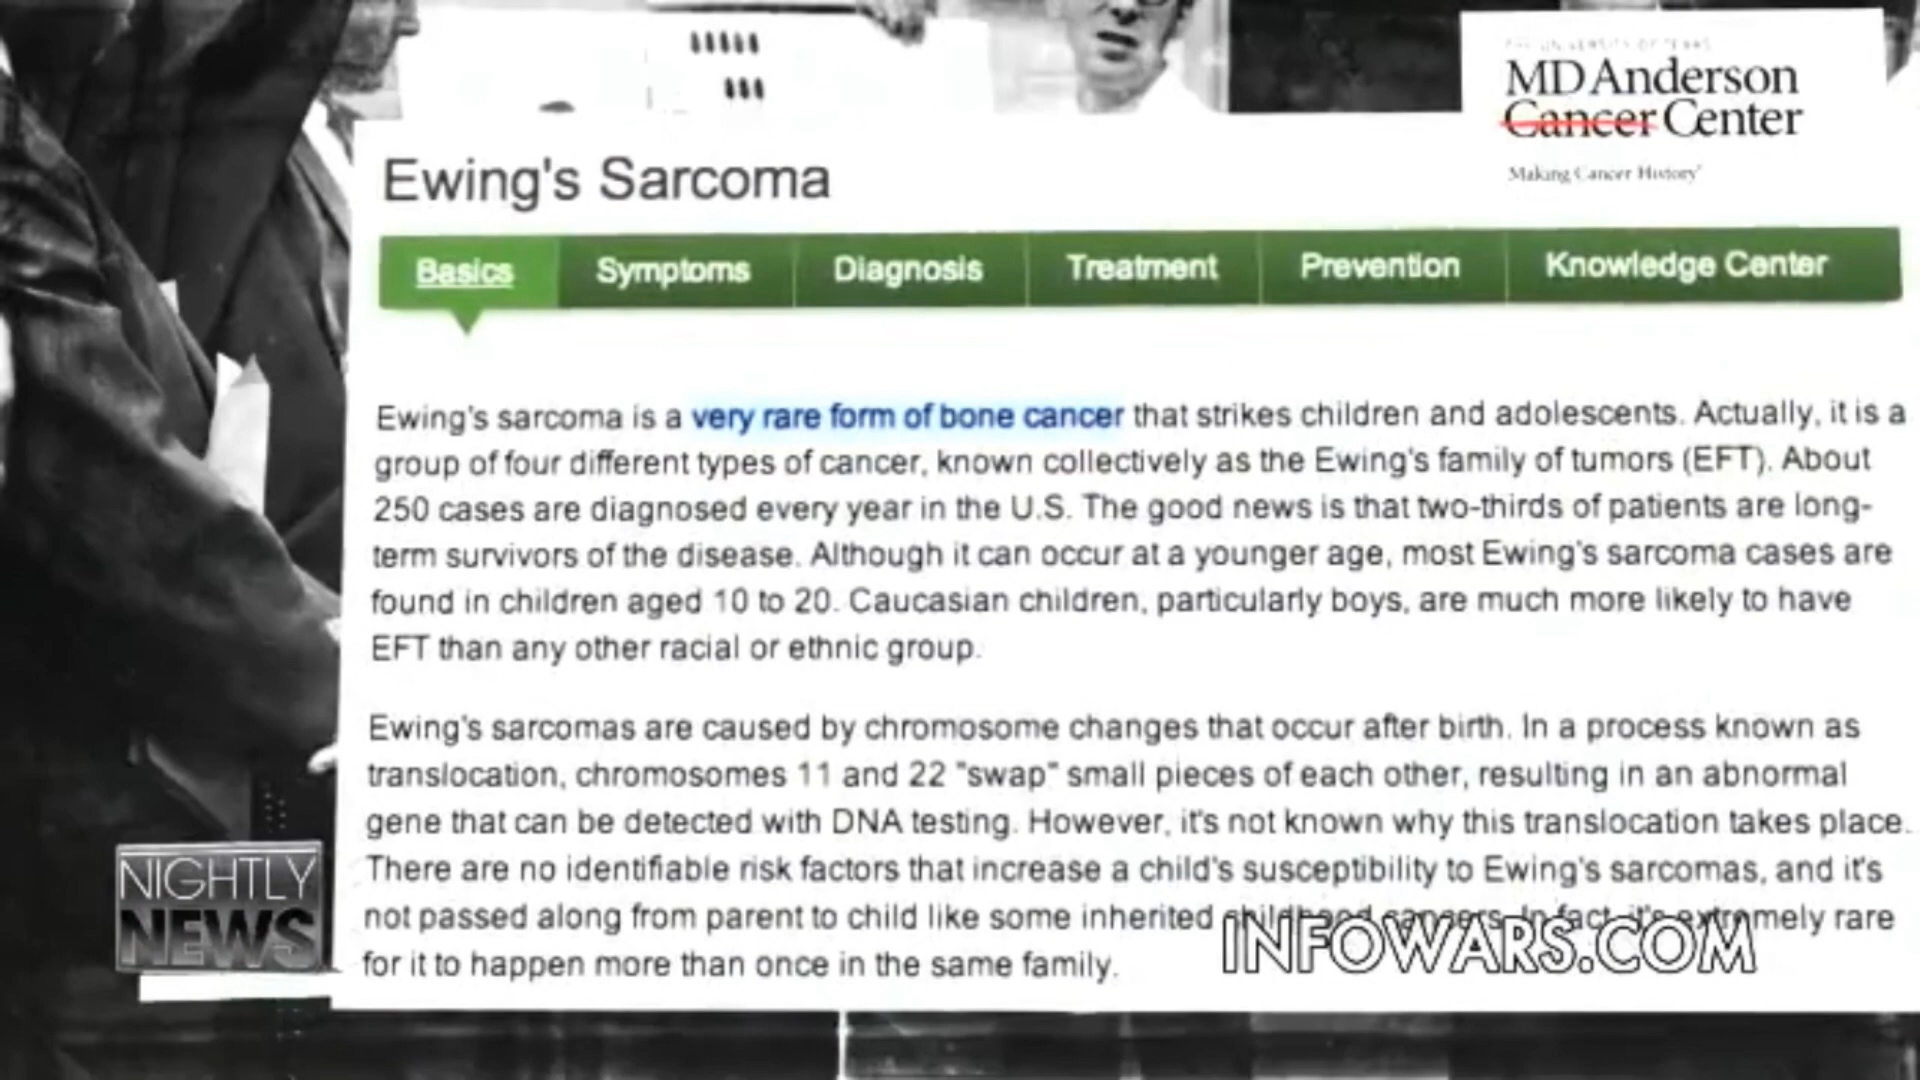 THE UNIVERSITY OF TEXAS
MD Anderson
Cancer Center
Making Cancer History®
Ewing's Sarcoma
Basics Symptoms Diagnosis Treatment Prevention Knowledge Center
Ewing's sarcoma is a very rare form of bone cancer that strikes children and adolescents. Actually, it is a
group of four different types of cancer, known collectively as the Ewing's family of tumors (EFT). About
250 cases are diagnosed every year in the U.S. The good news is that two-thirds of patients are long-
term survivors of the disease. Although it can occur at a younger age, most Ewing's sarcoma cases are
found in children aged 10 to 20. Caucasian children, particularly boys, are much more likely to have
EFT than any other racial or ethnic group.
Ewing's sarcomas are caused by chromosome changes that occur after birth. In a process known as
translocation, chromosomes 11 and 22 "swap" small pieces of each other, resulting in an abnormal
gene that can be detected with DNA testing. However, it's not known why this translocation takes place.
There are no identifiable risk factors that increase a child's susceptibility to Ewing's sarcomas, and it's
not passed along from parent to child like some inherited childhood cancers. In fact, it's extremely rare
for it to happen more than once in the same family.
NIGHTLY
NEWS
INFOWARS.COM